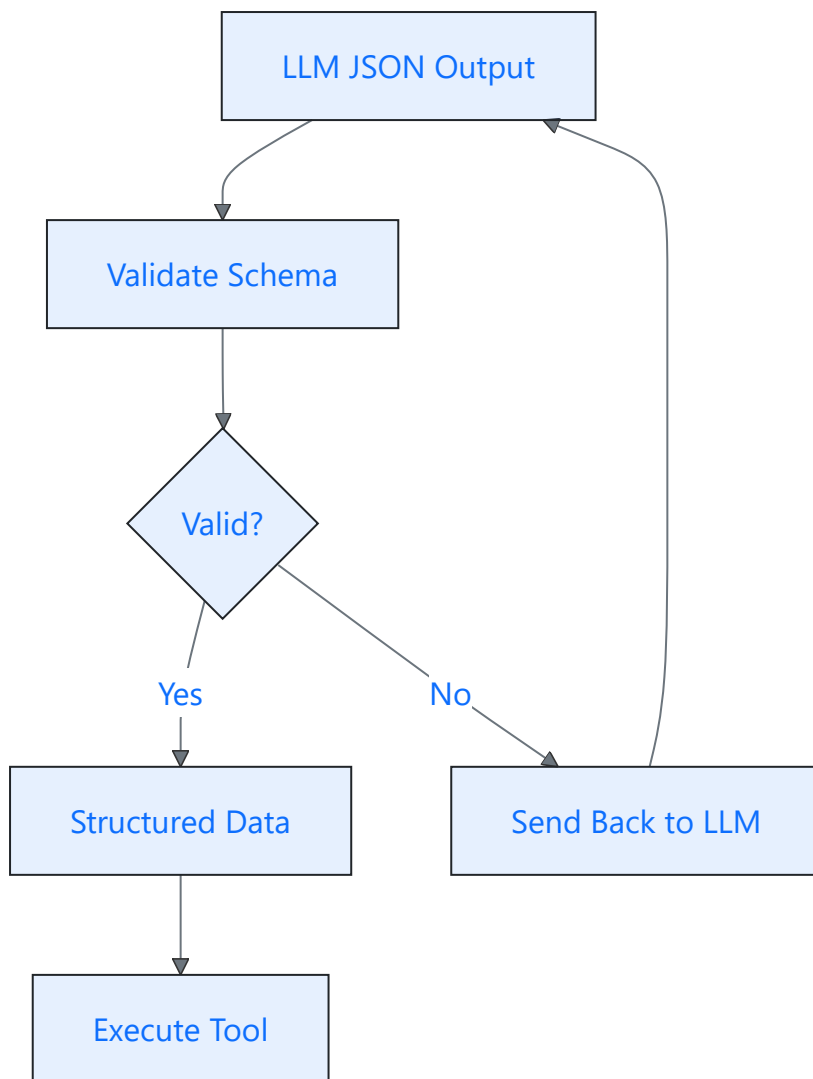 LLM JSON Output
Validate Schema
Valid?
Yes
No
Structured Data
Send Back to LLM
Execute Tool